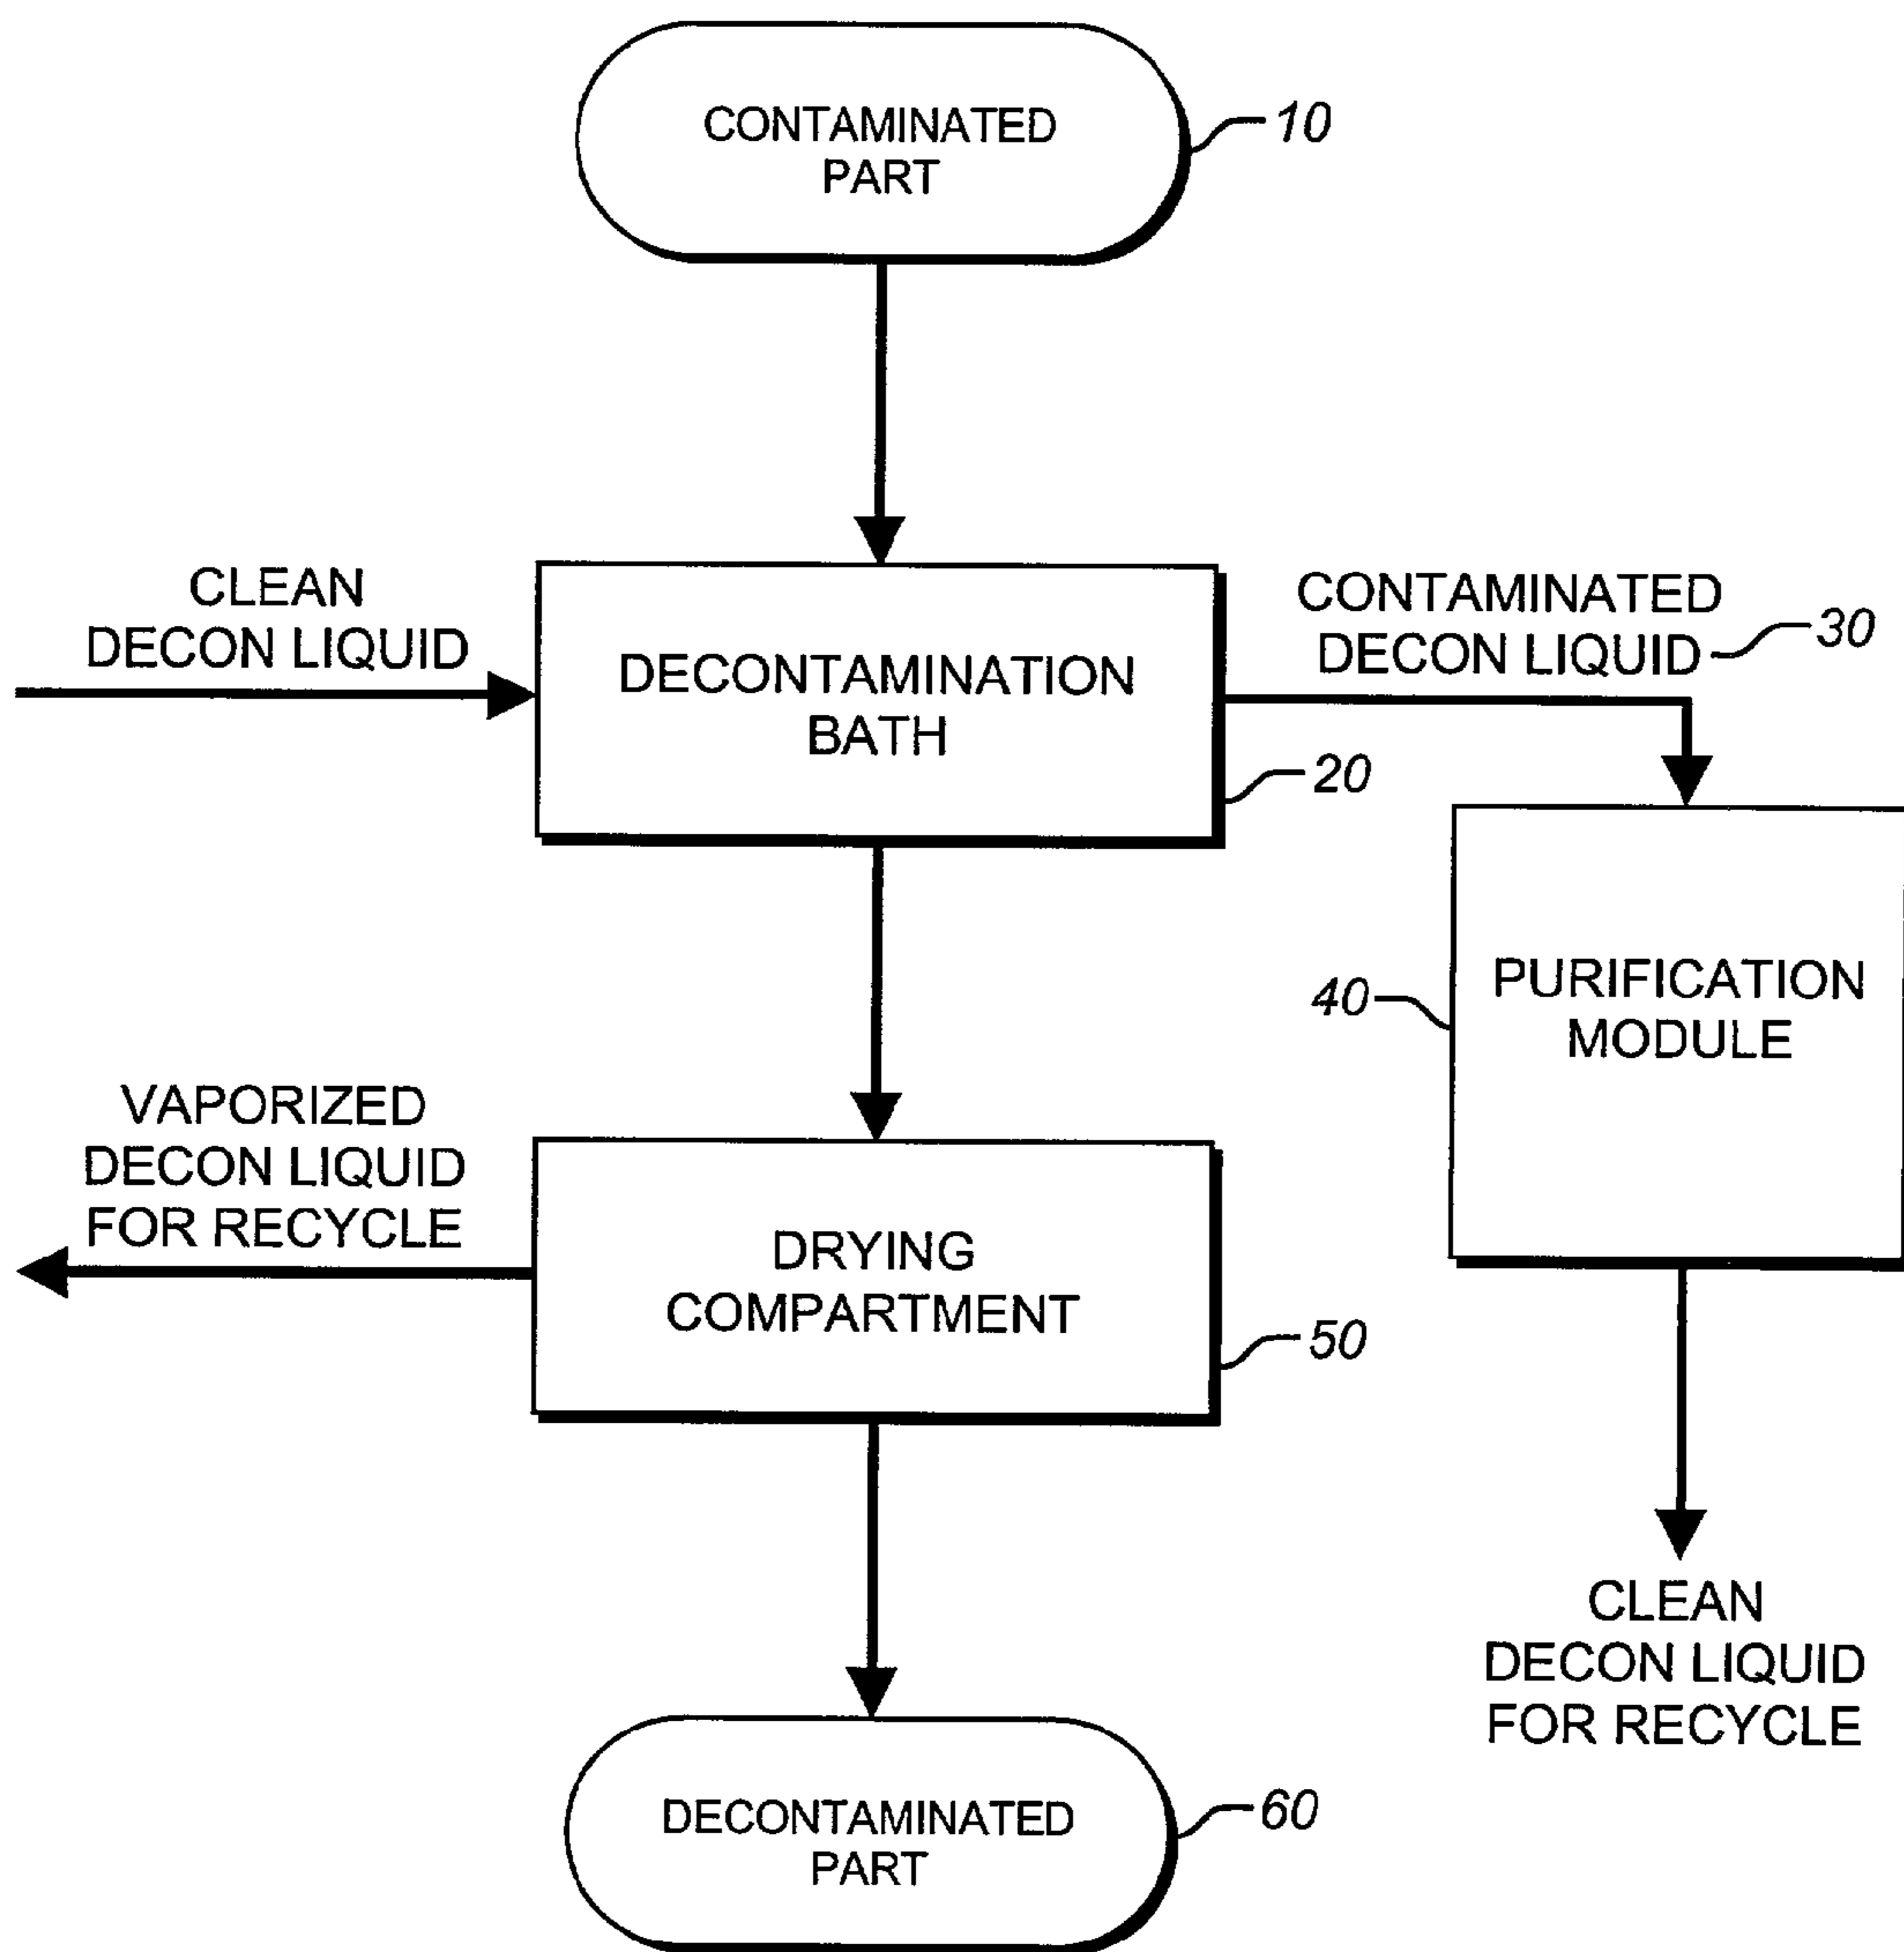 CONTAMINATED
PART
10
CLEAN
DECON LIQUID
DECONTAMINATION
BATH
20
CONTAMINATED
DECON LIQUID
30
PURIFICATION
MODULE
40
VAPORIZED
DECON LIQUID
FOR RECYCLE
DRYING
COMPARTMENT
50
CLEAN
DECON LIQUID
FOR RECYCLE
DECONTAMINATED
PART
60